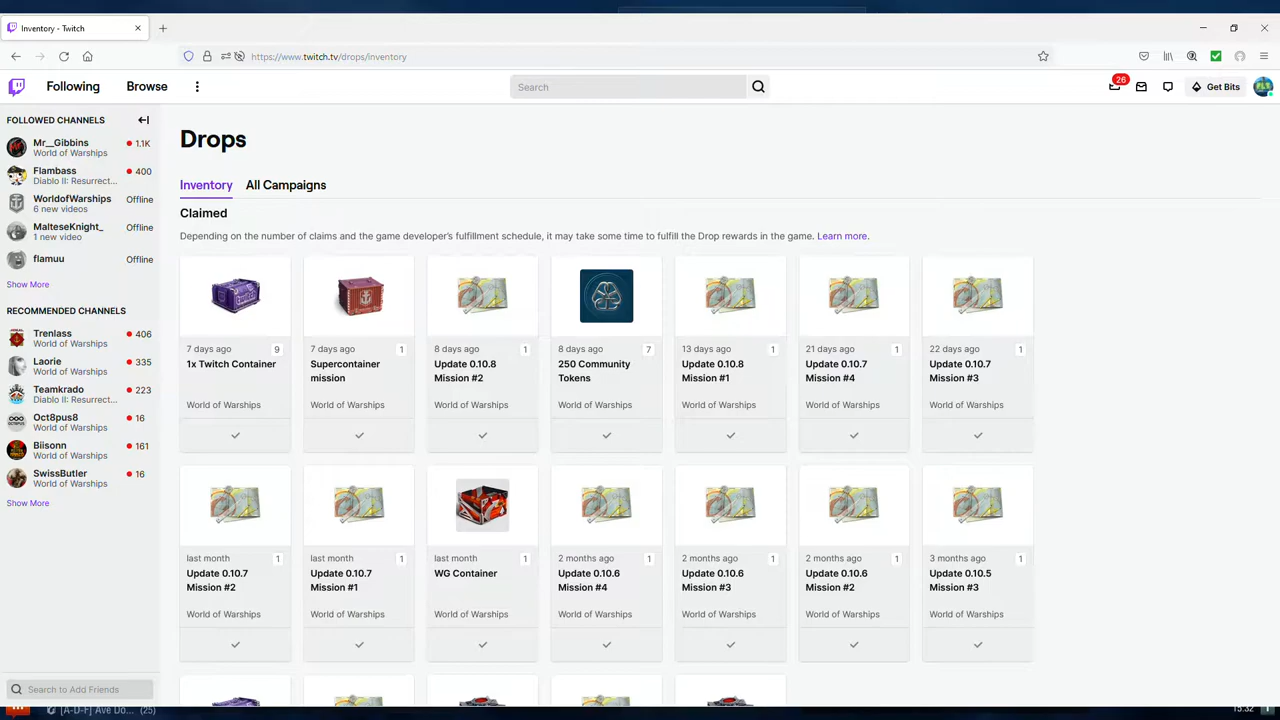 Inventory - Twitch
https://www.twitch.tv/drops/inventory
Following
Browse
Search
26
Get Bits
FOLLOWED CHANNELS
Mr__Gibbins
1.1K
World of Warships
Flambass
400
Diablo II: Resurrect...
WorldofWarships
Offline
6 new videos
MalteseKnight_
Offline
1 new video
flamuu
Offline
Show More
RECOMMENDED CHANNELS
Trenlass
406
World of Warships
Laorie
335
World of Warships
Teamkrado
223
Diablo II: Resurrect...
Oct8pus8
16
World of Warships
Biisonn
161
World of Warships
SwissButler
16
World of Warships
Show More
Search to Add Friends
Drops
Inventory
All Campaigns
Claimed
Depending on the number of claims and the game developer's fulfillment schedule, it may take some time to fulfill the Drop rewards in the game. Learn more.
7 days ago
9
1x Twitch Container
World of Warships
7 days ago
1
Supercontainer
mission
World of Warships
8 days ago
1
Update 0.10.8
Mission #2
World of Warships
8 days ago
7
250 Community
Tokens
World of Warships
13 days ago
1
Update 0.10.8
Mission #1
World of Warships
21 days ago
1
Update 0.10.7
Mission #4
World of Warships
22 days ago
1
Update 0.10.7
Mission #3
World of Warships
last month
1
Update 0.10.7
Mission #2
World of Warships
last month
1
Update 0.10.7
Mission #1
World of Warships
last month
1
WG Container
World of Warships
2 months ago
1
Update 0.10.6
Mission #4
World of Warships
2 months ago
1
Update 0.10.6
Mission #3
World of Warships
2 months ago
1
Update 0.10.6
Mission #2
World of Warships
3 months ago
1
Update 0.10.5
Mission #3
World of Warships
[A-D-F] Ave Do... (25)
15:32